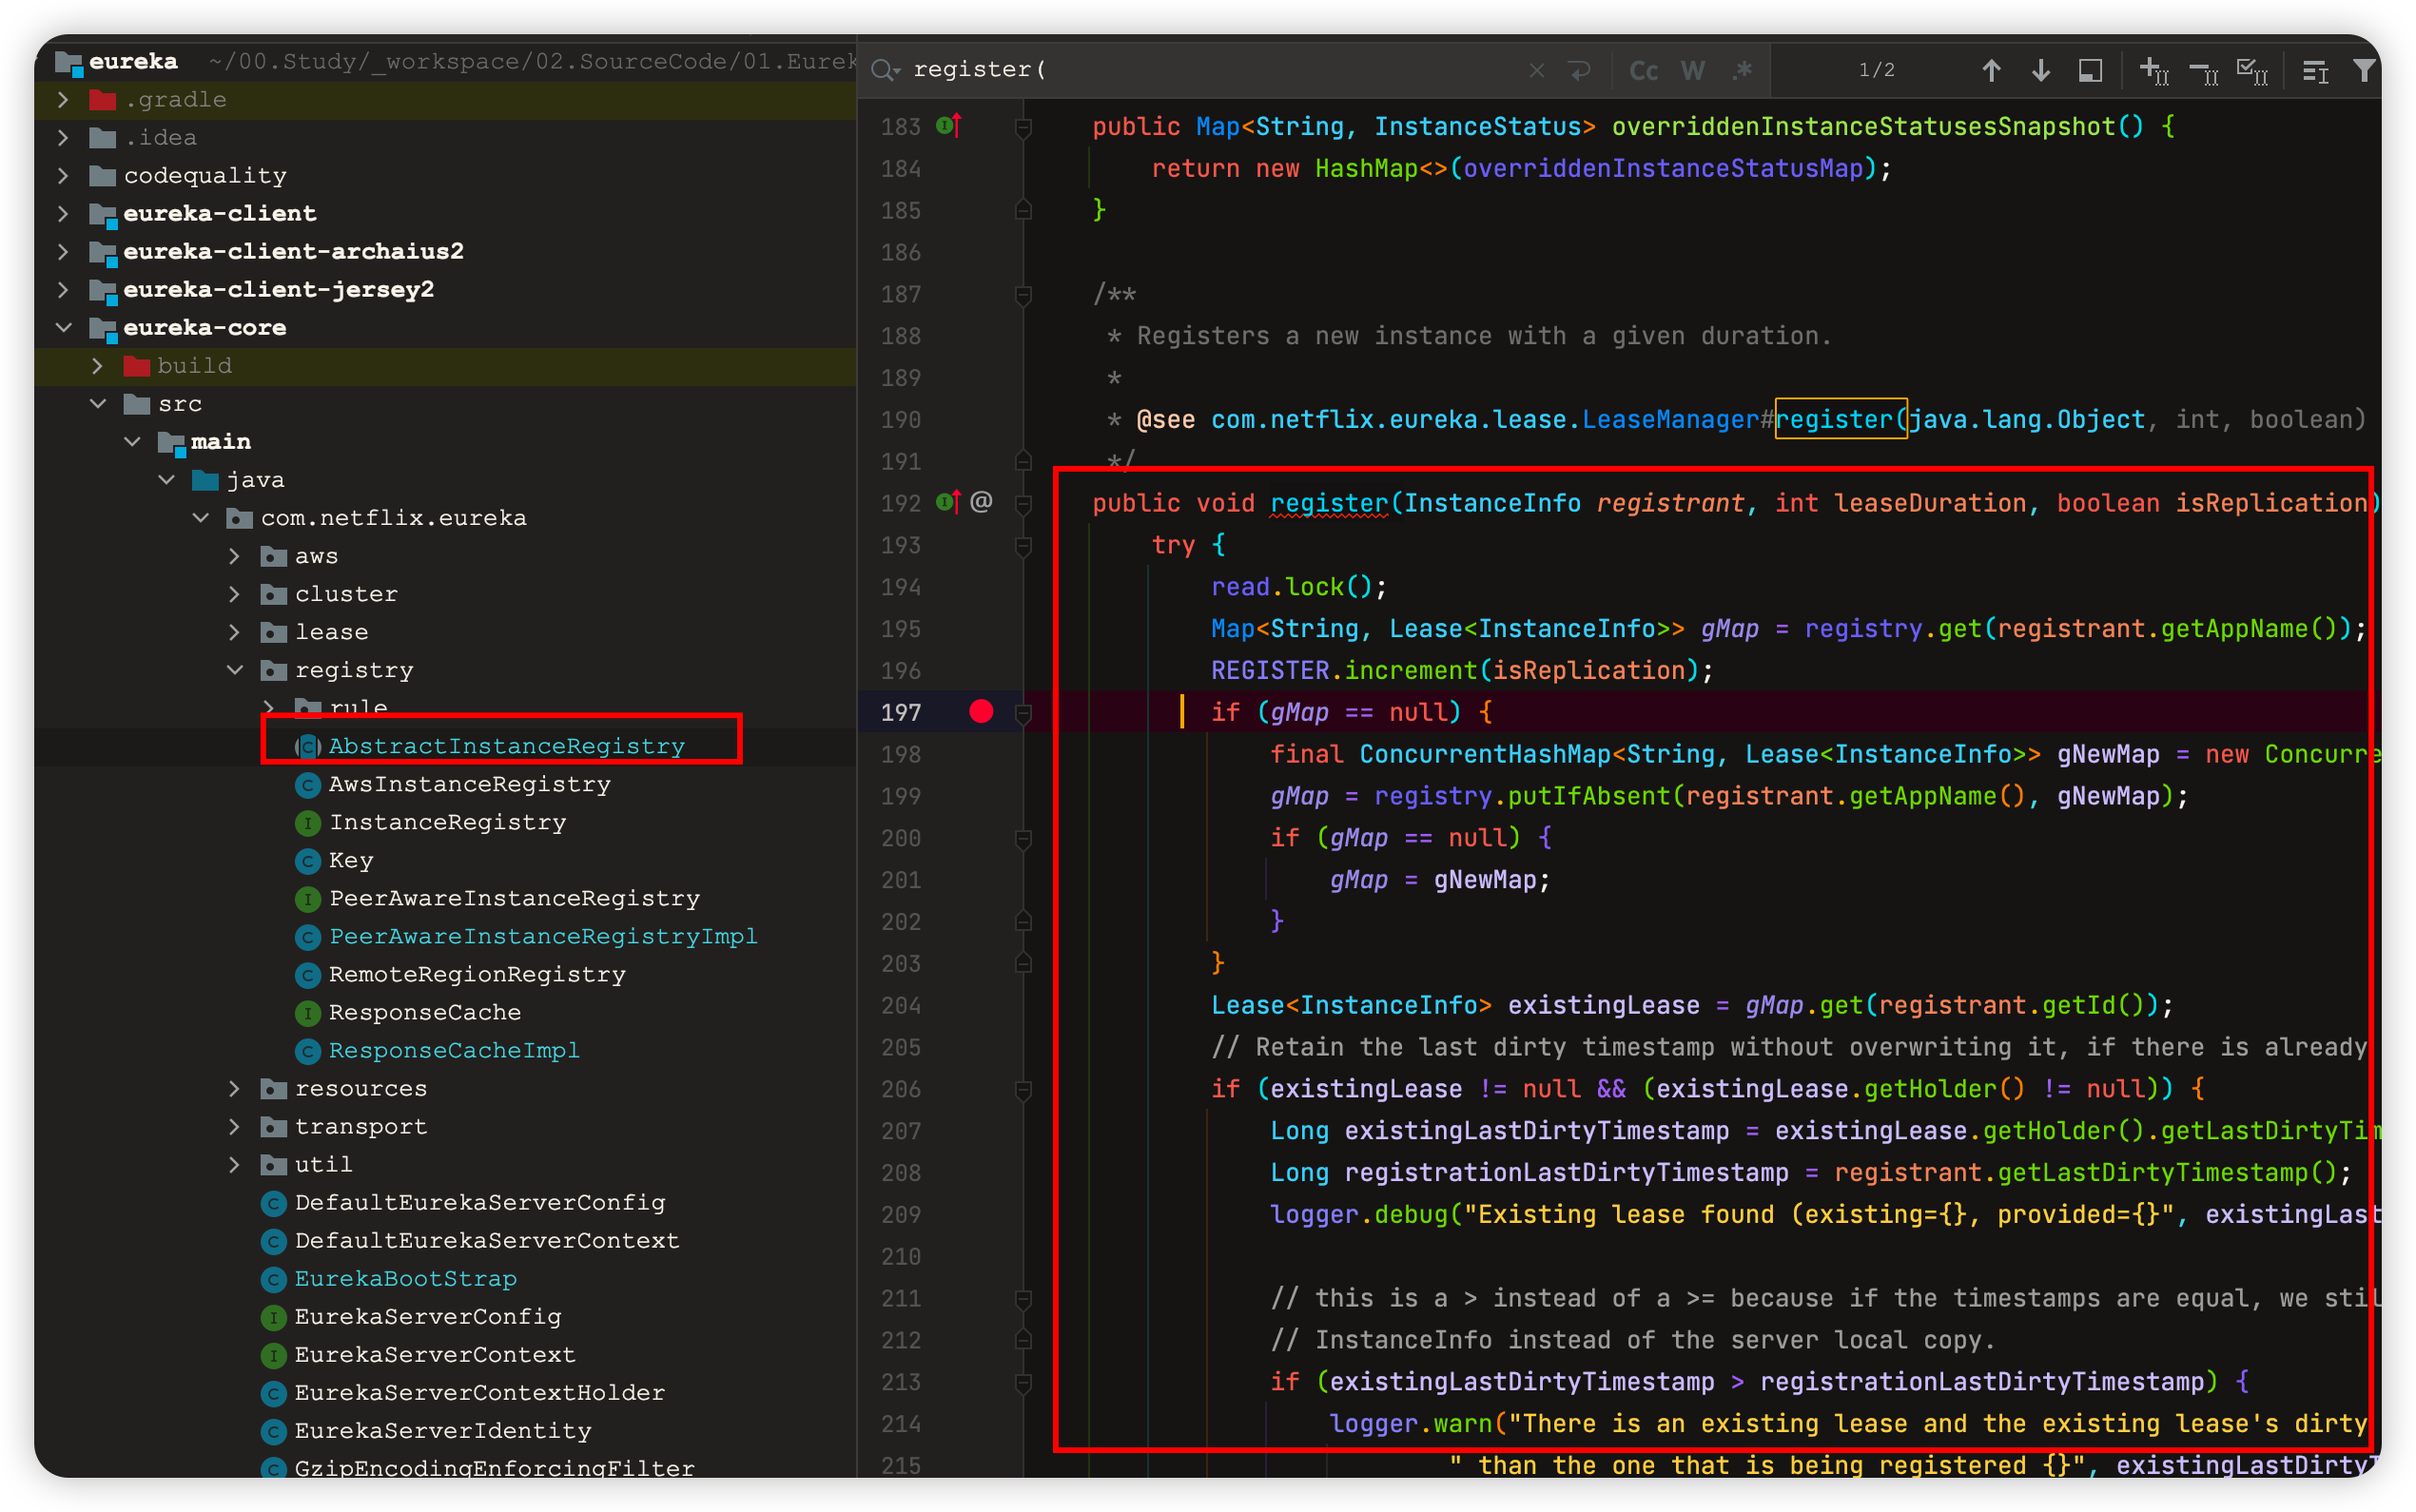 eureka ~/00.Study/_workspace/02.SourceCode/01.Eurek
.gradle
.idea
codequality
eureka-client
eureka-client-archaius2
eureka-client-jersey2
eureka-core
build
src
main
java
com.netflix.eureka
aws
cluster
lease
registry
rule
AbstractInstanceRegistry
AwsInstanceRegistry
InstanceRegistry
Key
PeerAwareInstanceRegistry
PeerAwareInstanceRegistryImpl
RemoteRegionRegistry
ResponseCache
ResponseCacheImpl
resources
transport
util
DefaultEurekaServerConfig
DefaultEurekaServerContext
EurekaBootStrap
EurekaServerConfig
EurekaServerContext
EurekaServerContextHolder
EurekaServerIdentity
GzipEncodingEnforcingFilter
register( Cc W .* 1/2
183 public Map<String, InstanceStatus> overriddenInstanceStatusesSnapshot() {
184 return new HashMap<>(overriddenInstanceStatusMap);
185 }
186
187 /**
188 * Registers a new instance with a given duration.
189 *
190 * @see com.netflix.eureka.lease.LeaseManager#register(java.lang.Object, int, boolean)
191 */
192 @ public void register(InstanceInfo registrant, int leaseDuration, boolean isReplication)
193 try {
194 read.lock();
195 Map<String, Lease<InstanceInfo>> gMap = registry.get(registrant.getAppName());
196 REGISTER.increment(isReplication);
197 if (gMap == null) {
198 final ConcurrentHashMap<String, Lease<InstanceInfo>> gNewMap = new Concurre
199 gMap = registry.putIfAbsent(registrant.getAppName(), gNewMap);
200 if (gMap == null) {
201 gMap = gNewMap;
202 }
203 }
204 Lease<InstanceInfo> existingLease = gMap.get(registrant.getId());
205 // Retain the last dirty timestamp without overwriting it, if there is already
206 if (existingLease != null && (existingLease.getHolder() != null)) {
207 Long existingLastDirtyTimestamp = existingLease.getHolder().getLastDirtyTim
208 Long registrationLastDirtyTimestamp = registrant.getLastDirtyTimestamp();
209 logger.debug("Existing lease found (existing={}, provided={}", existingLast
210
211 // this is a > instead of a >= because if the timestamps are equal, we stil
212 // InstanceInfo instead of the server local copy.
213 if (existingLastDirtyTimestamp > registrationLastDirtyTimestamp) {
214 logger.warn("There is an existing lease and the existing lease's dirty
215 " than the one that is being registered {}", existingLastDirtyT